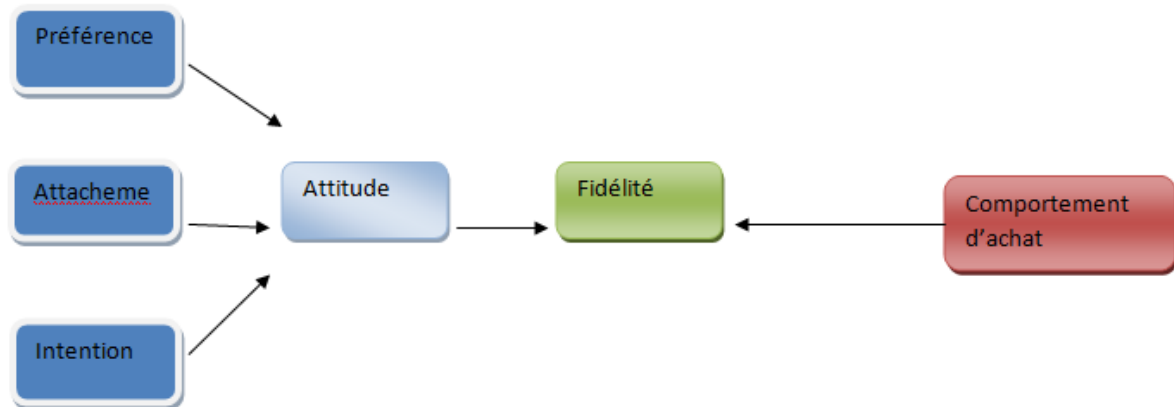 Préférence
Attacheme
Attitude
Fidélité
Comportement
d'achat
Intention